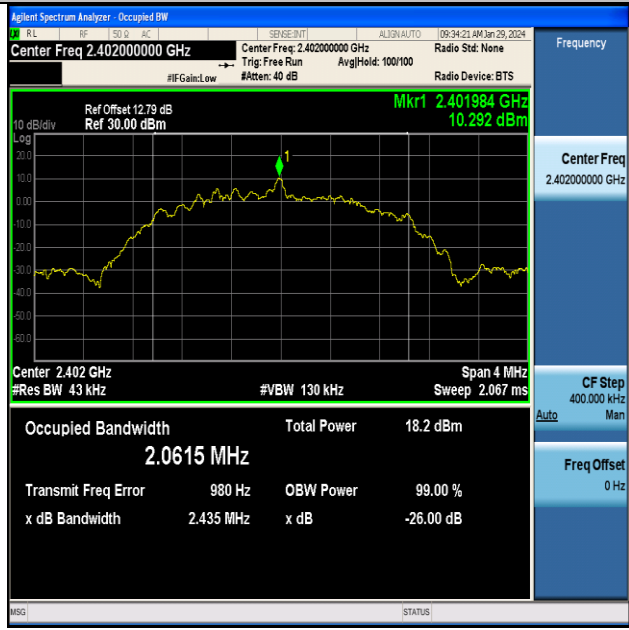 Agilent Spectrum Analyzer - Occupied BW
LXI RL RF 50 Ω AC SENSE:INT ALIGN AUTO 09:34:21 AM Jan 29, 2024
Center Freq 2.402000000 GHz Center Freq: 2.402000000 GHz Radio Std: None Frequency
Trig: Free Run Avg|Hold: 100/100
#IFGain:Low #Atten: 40 dB Radio Device: BTS
Ref Offset 12.79 dB Mkr1 2.401984 GHz
10 dB/div Ref 30.00 dBm 10.292 dBm
Log
20.0
1
10.0
0.00
-10.0
-20.0
-30.0
-40.0
-50.0
-60.0
Center Freq
2.402000000 GHz
Center 2.402 GHz Span 4 MHz
#Res BW 43 kHz #VBW 130 kHz Sweep 2.067 ms
CF Step
400.000 kHz
Auto Man
Occupied Bandwidth Total Power 18.2 dBm
2.0615 MHz
Freq Offset
0 Hz
Transmit Freq Error 980 Hz OBW Power 99.00 %
x dB Bandwidth 2.435 MHz x dB -26.00 dB
MSG STATUS